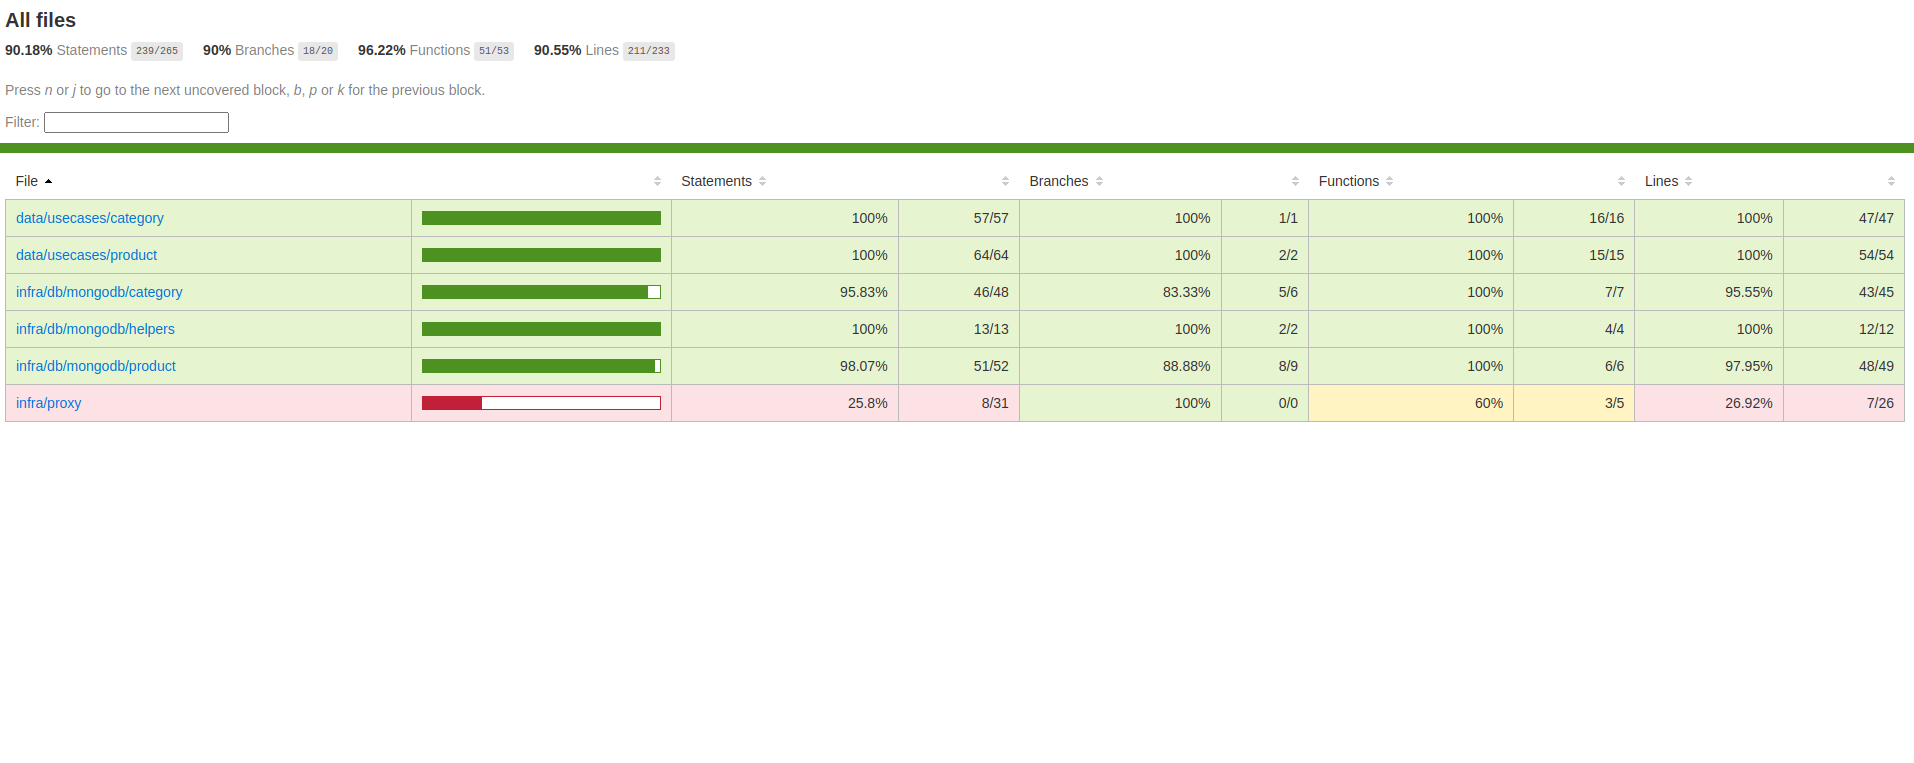 All files
90.18% Statements 239/265 90% Branches 18/20 96.22% Functions 51/53 90.55% Lines 211/233
Press n or j to go to the next uncovered block, b, p or k for the previous block.
Filter:
File Statements Branches Functions Lines
data/usecases/category 100% 57/57 100% 1/1 100% 16/16 100% 47/47
data/usecases/product 100% 64/64 100% 2/2 100% 15/15 100% 54/54
infra/db/mongodb/category 95.83% 46/48 83.33% 5/6 100% 7/7 95.55% 43/45
infra/db/mongodb/helpers 100% 13/13 100% 2/2 100% 4/4 100% 12/12
infra/db/mongodb/product 98.07% 51/52 88.88% 8/9 100% 6/6 97.95% 48/49
infra/proxy 25.8% 8/31 100% 0/0 60% 3/5 26.92% 7/26